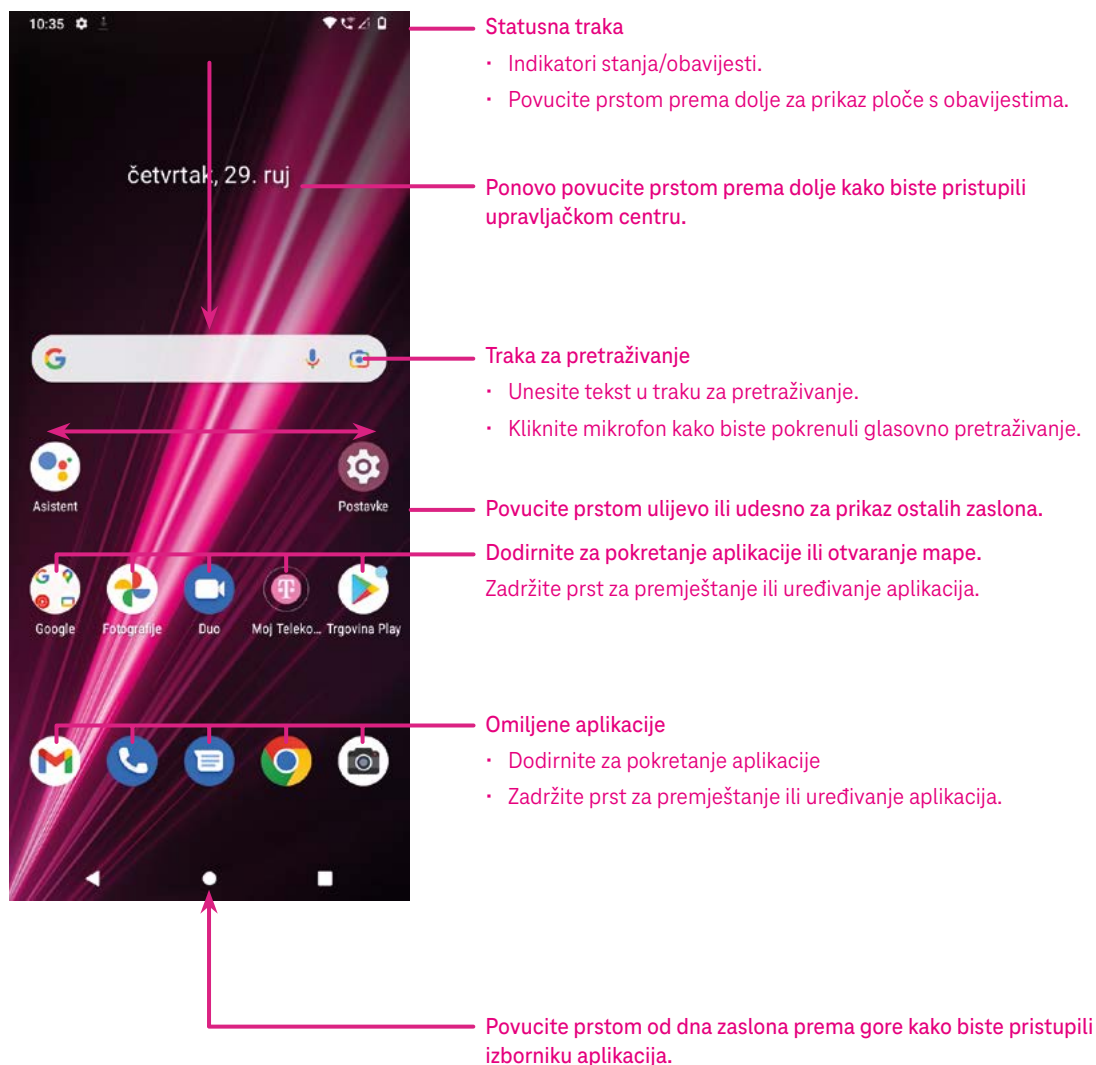 10:35
Statusna traka
· Indikatori stanja/obavijesti.
· Povucite prstom prema dolje za prikaz ploče s obavijestima.
četvrtak, 29. ruj
Ponovo povucite prstom prema dolje kako biste pristupili
upravljačkom centru.
G
Traka za pretraživanje
· Unesite tekst u traku za pretraživanje.
· Kliknite mikrofon kako biste pokrenuli glasovno pretraživanje.
Asistent Postavke
Povucite prstom ulijevo ili udesno za prikaz ostalih zaslona.
Dodirnite za pokretanje aplikacije ili otvaranje mape.
Zadržite prst za premještanje ili uređivanje aplikacija.
G
T
Google Fotografije Duo Moj Teleko... Trgovina Play
Omiljene aplikacije
· Dodirnite za pokretanje aplikacije
· Zadržite prst za premještanje ili uređivanje aplikacija.
Povucite prstom od dna zaslona prema gore kako biste pristupili
izborniku aplikacija.